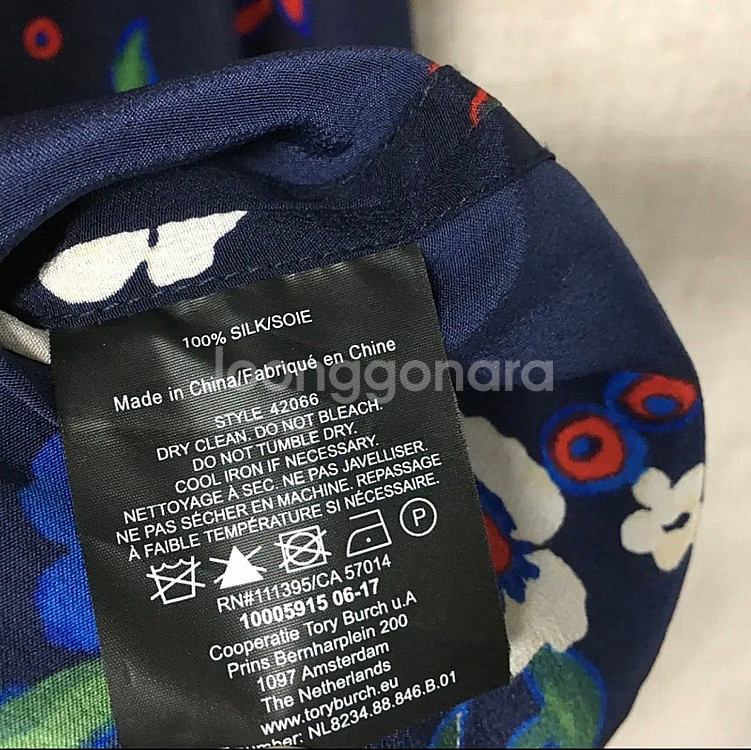 100% SILK/SOIE
Made in China/Fabriqué en Chine
joonggonara
STYLE 42066
DRY CLEAN. DO NOT BLEACH.
DO NOT TUMBLE DRY.
COOL IRON IF NECESSARY.
NETTOYAGE À SEC. NE PAS JAVELLISER.
NE PAS SÉCHER EN MACHINE. REPASSAGE
À FAIBLE TEMPÉRATURE SI NÉCESSAIRE.
P
RN#111395/CA 57014
10005915 06-17
Cooperatie Tory Burch u.A
Prins Bernharplein 200
1097 Amsterdam
The Netherlands
www.toryburch.eu
number: NL8234.88.846.B.01